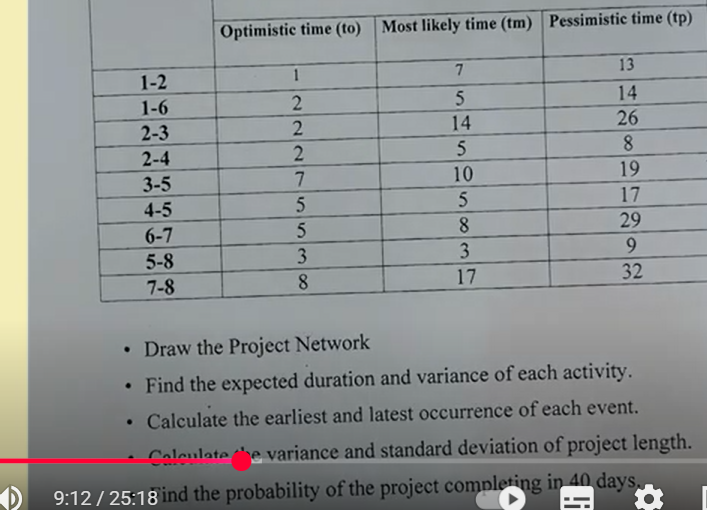 Optimistic time (to) Most likely time (tm) Pessimistic time (tp)
1-2 1 7 13
1-6 2 5 14
2-3 2 14 26
2-4 2 5 8
3-5 7 10 19
4-5 5 5 17
6-7 5 8 29
5-8 3 3 9
7-8 8 17 32
• Draw the Project Network
• Find the expected duration and variance of each activity.
• Calculate the earliest and latest occurrence of each event.
• Calculate the variance and standard deviation of project length.
Find the probability of the project completing in 40 days.
9:12 / 25:18